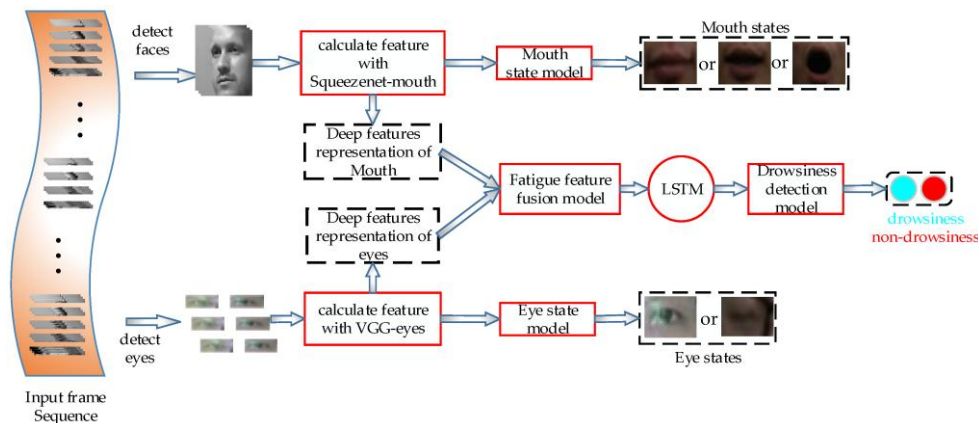 detect
faces
calculate feature
with
Squeezenet-mouth
Mouth
state model
Mouth states
or
or
Deep features
representation of
Mouth
Deep features
representation of
eyes
Fatigue feature
fusion model
LSTM
Drowsiness
detection
model
drowsiness
non-drowsiness
detect
eyes
calculate feature
with VGG-eyes
Eye state
model
or
Eye states
Input frame
Sequence